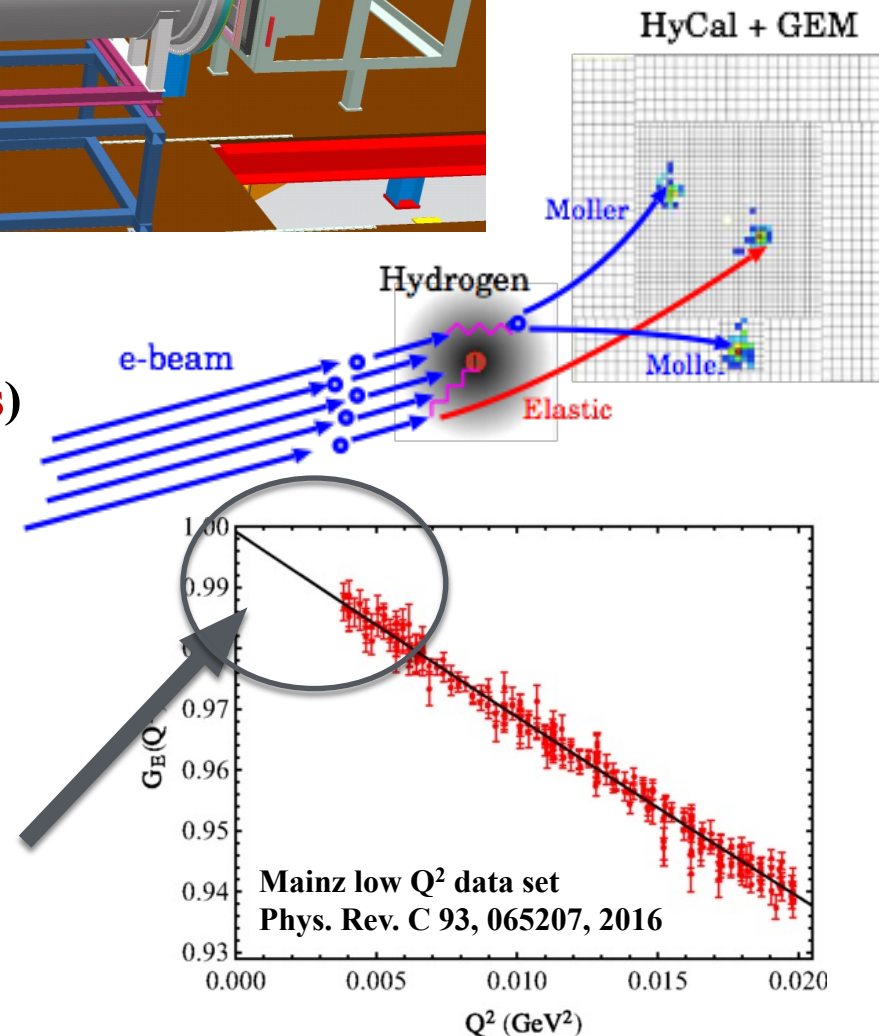 HyCal + GEM
Moller
Hydrogen
e-beam
Molle
s)
Elastic
1.00
0.99
0.97
0.96
0.95
0.94
0.93
G_E(Q
Mainz low Q² data set
Phys. Rev. C 93, 065207, 2016
0.000 0.005 0.010 0.015 0.020
Q² (GeV²)